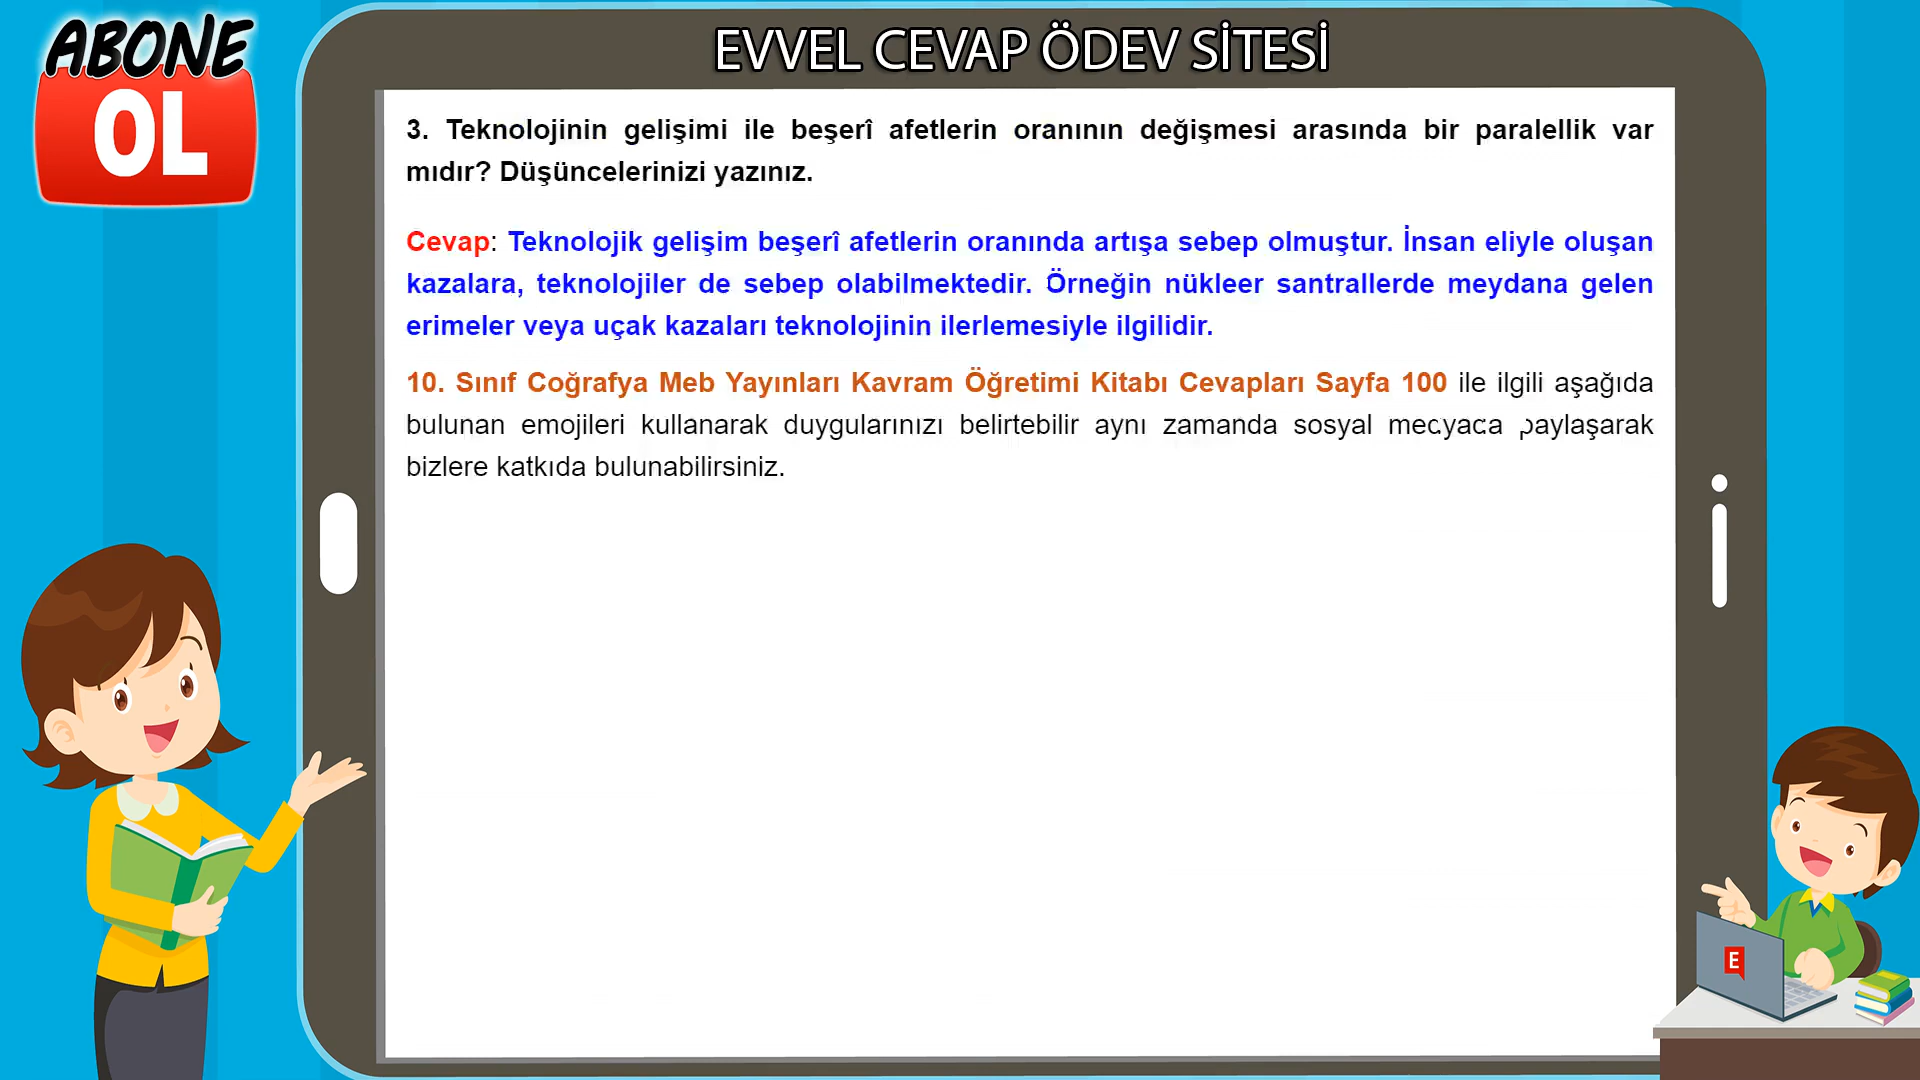 ABONE
OL
EVVEL CEVAP ÖDEV SİTESİ
3. Teknolojinin gelişimi ile beşerî afetlerin oranının değişmesi arasında bir paralellik var
mıdır? Düşüncelerinizi yazınız.
Cevap: Teknolojik gelişim beşerî afetlerin oranında artışa sebep olmuştur. İnsan eliyle oluşan
kazalara, teknolojiler de sebep olabilmektedir. Örneğin nükleer santrallerde meydana gelen
erimeler veya uçak kazaları teknolojinin ilerlemesiyle ilgilidir.
10. Sınıf Coğrafya Meb Yayınları Kavram Öğretimi Kitabı Cevapları Sayfa 100 ile ilgili aşağıda
bulunan emojileri kullanarak duygularınızı belirtebilir aynı zamanda sosyal medyada paylaşarak
bizlere katkıda bulunabilirsiniz.
E